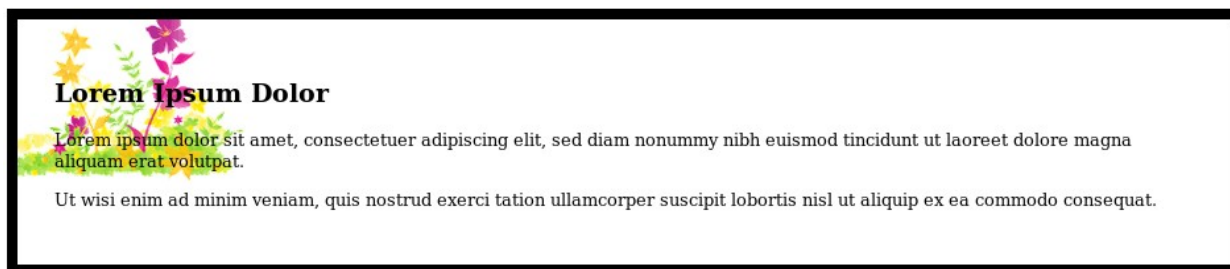 Lorem Ipsum Dolor
Lorem ipsum dolor sit amet, consectetuer adipiscing elit, sed diam nonummy nibh euismod tincidunt ut laoreet dolore magna
aliquam erat volutpat.
Ut wisi enim ad minim veniam, quis nostrud exerci tation ullamcorper suscipit lobortis nisl ut aliquip ex ea commodo consequat.